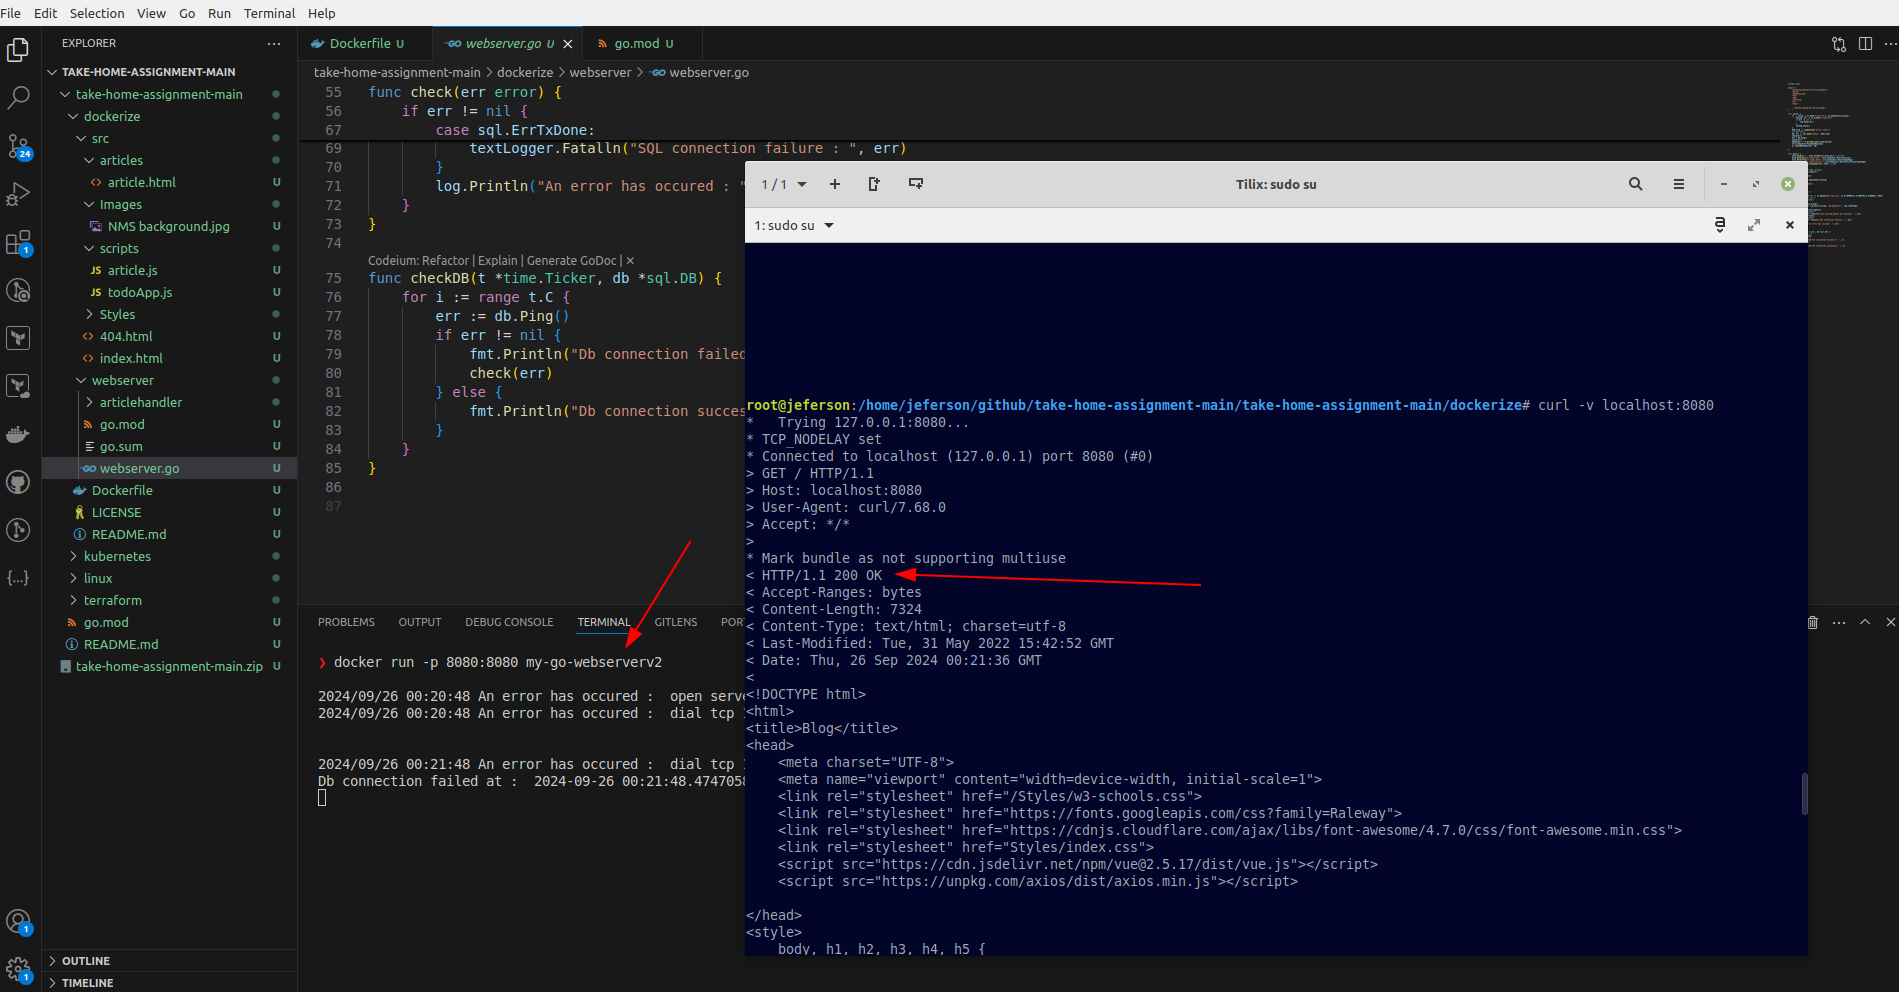 File Edit Selection View Go Run Terminal Help
EXPLORER
TAKE-HOME-ASSIGNMENT-MAIN
take-home-assignment-main
dockerize
src
articles
<> article.html U
Images
NMS background.jpg U
scripts
JS article.js U
JS todoApp.js U
Styles U
<> 404.html U
<> index.html U
webserver
articlehandler
go.mod U
go.sum U
webserver.go U
Dockerfile U
LICENSE U
README.md U
kubernetes
linux
terraform
go.mod U
README.md U
take-home-assignment-main.zip U
OUTLINE
TIMELINE
24
1
1
1
Dockerfile U
webserver.go U
go.mod U
take-home-assignment-main > dockerize > webserver > webserver.go
55 func check(err error) {
56 if err != nil {
67 case sql.ErrTxDone:
69 textLogger.Fatalln("SQL connection failure : ", err)
70 }
71 log.Println("An error has occured : "
72 }
73 }
74
Codeium: Refactor | Explain | Generate GoDoc | ×
75 func checkDB(t *time.Ticker, db *sql.DB) {
76 for i := range t.C {
77 err := db.Ping()
78 if err != nil {
79 fmt.Println("Db connection failed
80 check(err)
81 } else {
82 fmt.Println("Db connection succes
83 }
84 }
85 }
86
87
PROBLEMS OUTPUT DEBUG CONSOLE TERMINAL GITLENS POR
❯ docker run -p 8080:8080 my-go-webserverv2
2024/09/26 00:20:48 An error has occured : open serve
2024/09/26 00:20:48 An error has occured : dial tcp
2024/09/26 00:21:48 An error has occured : dial tcp
Db connection failed at : 2024-09-26 00:21:48.4747058
1 / 1
Tilix: sudo su
1: sudo su
root@jeferson:/home/jeferson/github/take-home-assignment-main/take-home-assignment-main/dockerize# curl -v localhost:8080
* Trying 127.0.0.1:8080...
* TCP_NODELAY set
* Connected to localhost (127.0.0.1) port 8080 (#0)
> GET / HTTP/1.1
> Host: localhost:8080
> User-Agent: curl/7.68.0
> Accept: */*
>
* Mark bundle as not supporting multiuse
< HTTP/1.1 200 OK
< Accept-Ranges: bytes
< Content-Length: 7324
< Content-Type: text/html; charset=utf-8
< Last-Modified: Tue, 31 May 2022 15:42:52 GMT
< Date: Thu, 26 Sep 2024 00:21:36 GMT
<
<!DOCTYPE html>
<html>
<title>Blog</title>
<head>
<meta charset="UTF-8">
<meta name="viewport" content="width=device-width, initial-scale=1">
<link rel="stylesheet" href="/Styles/w3-schools.css">
<link rel="stylesheet" href="https://fonts.googleapis.com/css?family=Raleway">
<link rel="stylesheet" href="https://cdnjs.cloudflare.com/ajax/libs/font-awesome/4.7.0/css/font-awesome.min.css">
<link rel="stylesheet" href="Styles/index.css">
<script src="https://cdn.jsdelivr.net/npm/vue@2.5.17/dist/vue.js"></script>
<script src="https://unpkg.com/axios/dist/axios.min.js"></script>
</head>
<style>
body, h1, h2, h3, h4, h5 {